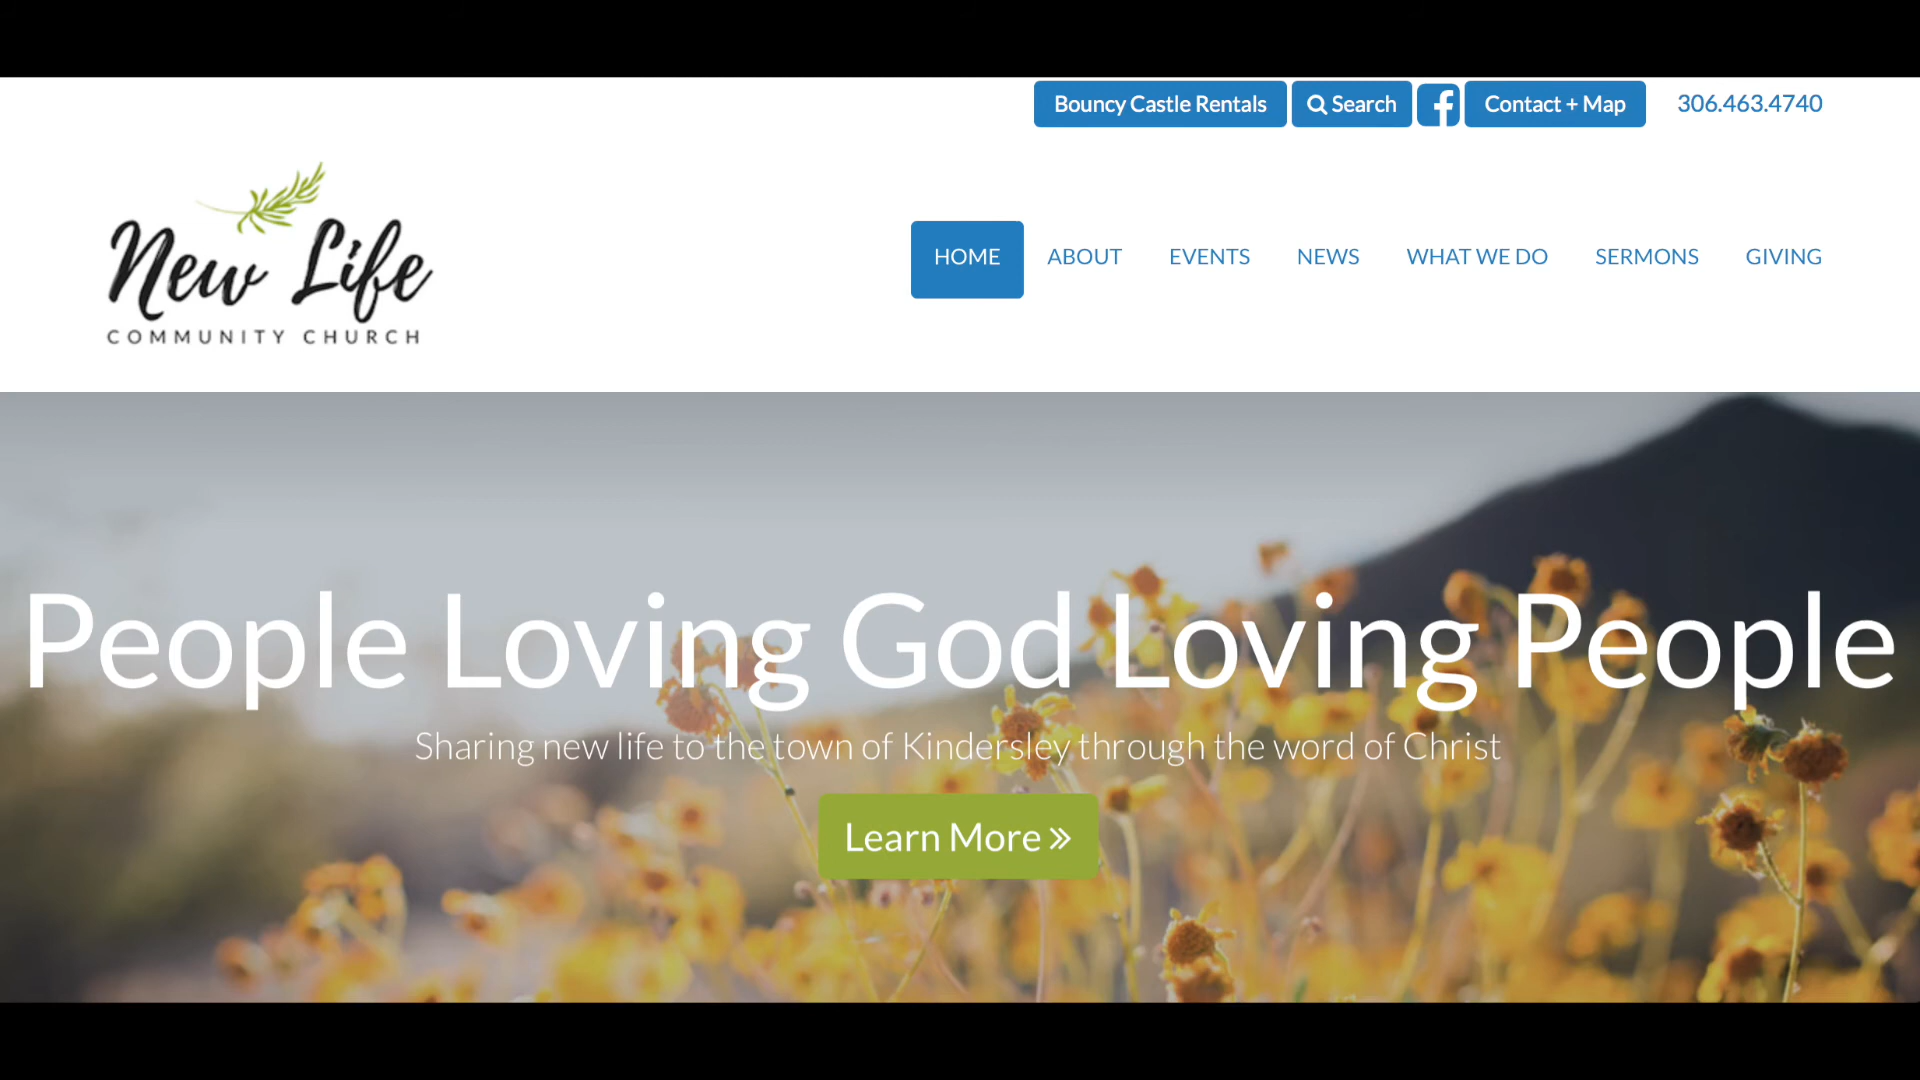 Bouncy Castle Rentals Search Contact + Map 306.463.4740
New Life
COMMUNITY CHURCH
HOME ABOUT EVENTS NEWS WHAT WE DO SERMONS GIVING
People Loving God Loving People
Sharing new life to the town of Kindersley through the word of Christ
Learn More »